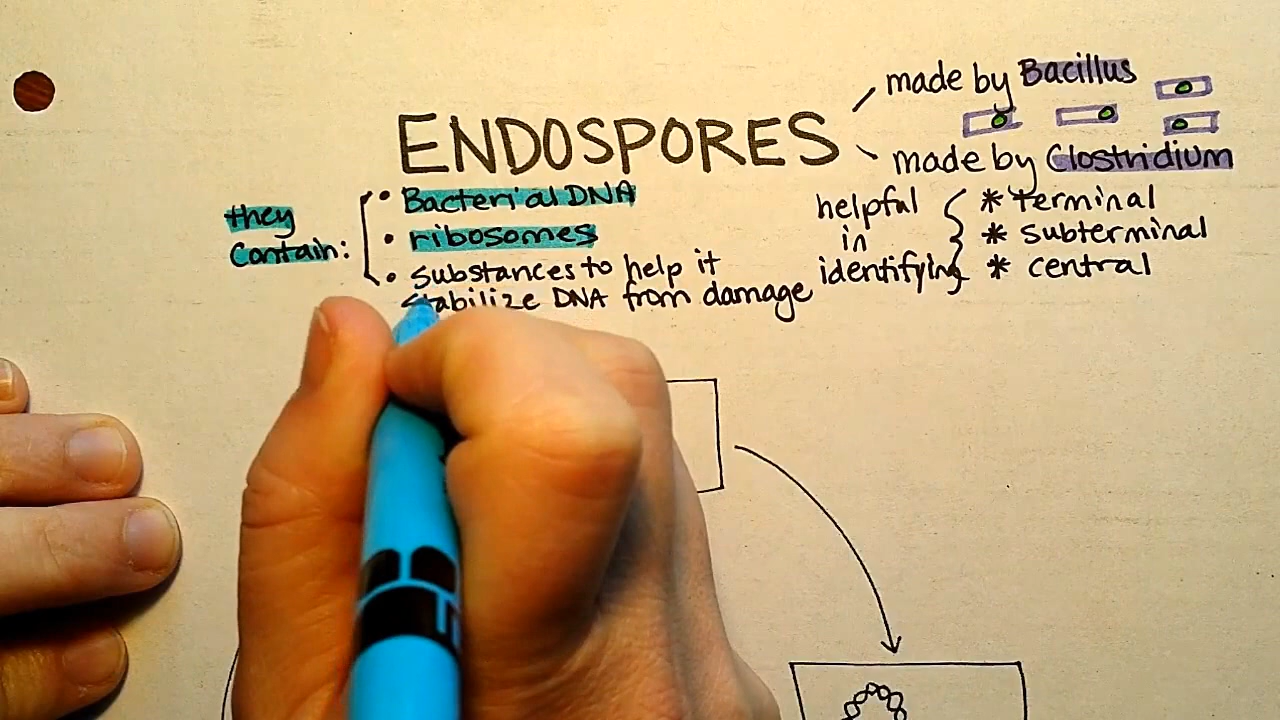 ENDOSPORES
made by Bacillus
made by Clostridium
they
contain:
• Bacterial DNA
• ribosomes
• substances to help it
stabilize DNA from damage
helpful
in
identifying
* terminal
* subterminal
* central